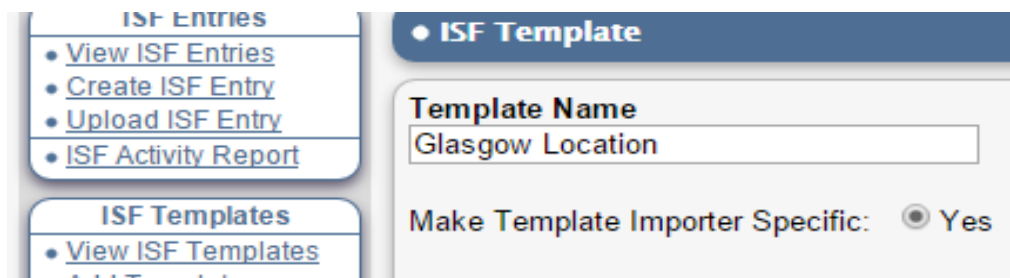 ISF Entries
View ISF Entries
Create ISF Entry
Upload ISF Entry
ISF Activity Report
ISF Templates
View ISF Templates
ISF Template
Template Name
Glasgow Location
Make Template Importer Specific: Yes